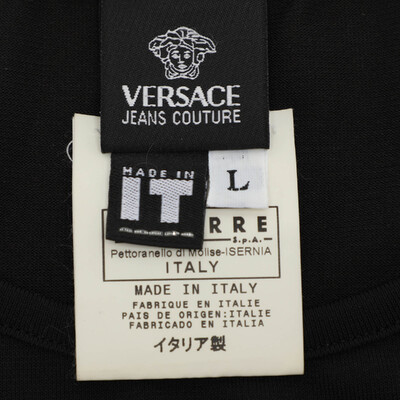 VERSACE
JEANS COUTURE
MADE IN
IT
L
RRE
S.p.A.
Pettoranello di Molise-ISERNIA
ITALY
MADE IN ITALY
FABRIQUE EN ITALIE
PAIS DE ORIGEN:ITALIA
FABRICADO EN ITALIA
イタリア製